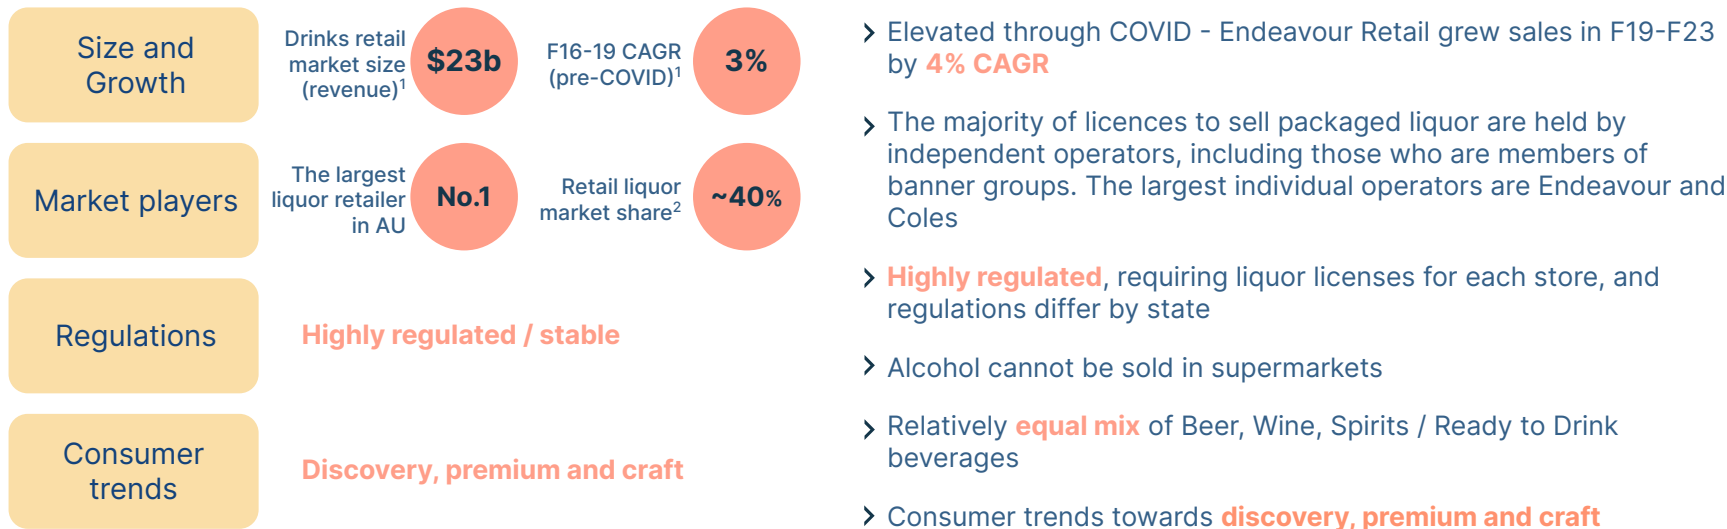 Size and
Growth
Drinks retail
market size
(revenue)1
$23b
F16-19 CAGR
(pre-COVID)1
3%
Elevated through COVID - Endeavour Retail grew sales in F19-F23
by 4% CAGR
Market players
The largest
liquor retailer
in AU
No.1
Retail liquor
market share2
~40%
The majority of licences to sell packaged liquor are held by
independent operators, including those who are members of
banner groups. The largest individual operators are Endeavour and
Coles
Regulations
Highly regulated / stable
Highly regulated, requiring liquor licenses for each store, and
regulations differ by state
Alcohol cannot be sold in supermarkets
Consumer
trends
Discovery, premium and craft
Relatively equal mix of Beer, Wine, Spirits / Ready to Drink
beverages
Consumer trends towards discovery, premium and craft